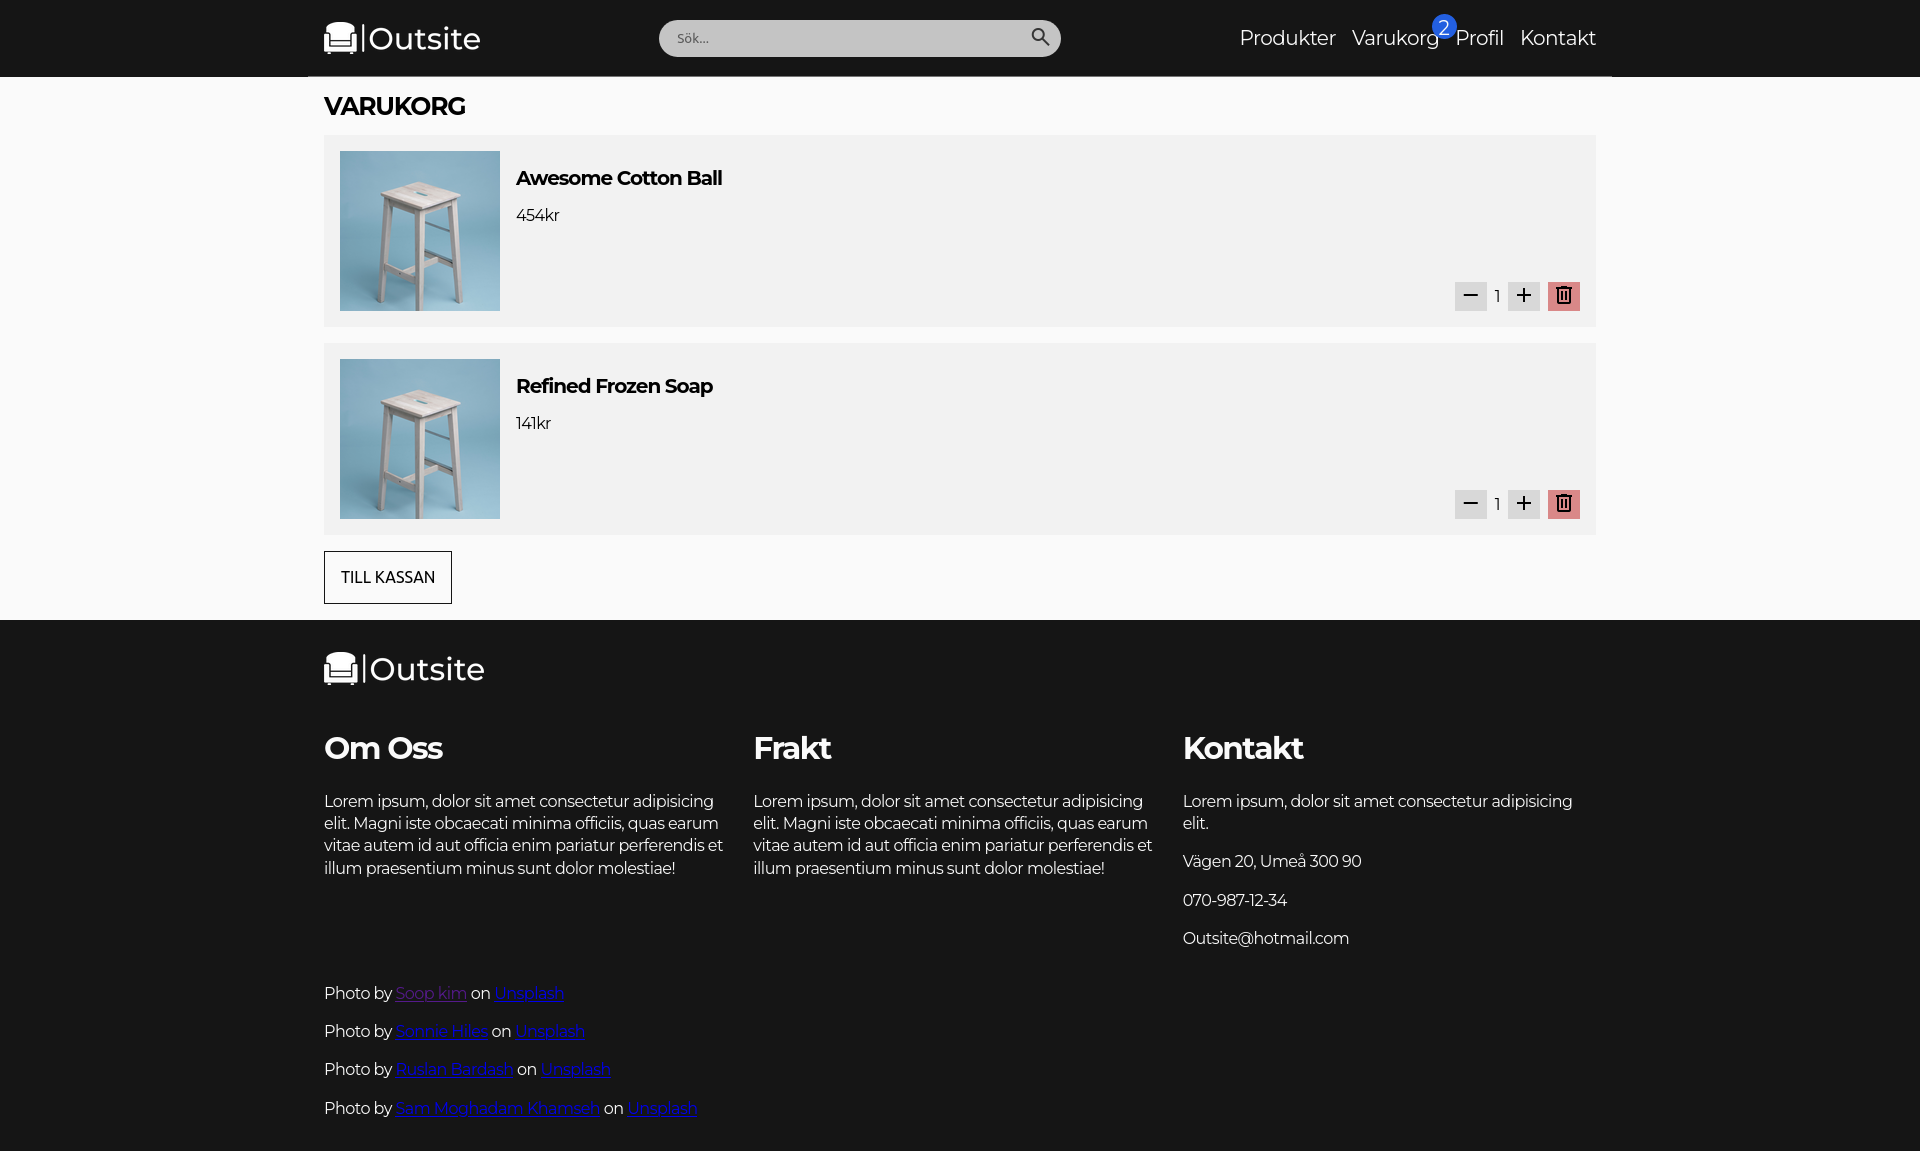 Outsite
Sök...
Produkter
Varukorg
2
Profil
Kontakt
VARUKORG
Awesome Cotton Ball
454kr
1
Refined Frozen Soap
141kr
1
TILL KASSAN
Outsite
Om Oss
Lorem ipsum, dolor sit amet consectetur adipisicing
elit. Magni iste obcaecati minima officiis, quas earum
vitae autem id aut officia enim pariatur perferendis et
illum praesentium minus sunt dolor molestiae!
Frakt
Lorem ipsum, dolor sit amet consectetur adipisicing
elit. Magni iste obcaecati minima officiis, quas earum
vitae autem id aut officia enim pariatur perferendis et
illum praesentium minus sunt dolor molestiae!
Kontakt
Lorem ipsum, dolor sit amet consectetur adipisicing
elit.
Vägen 20, Umeå 300 90
070-987-12-34
Outsite@hotmail.com
Photo by Soop kim on Unsplash
Photo by Sonnie Hiles on Unsplash
Photo by Ruslan Bardash on Unsplash
Photo by Sam Moghadam Khamseh on Unsplash